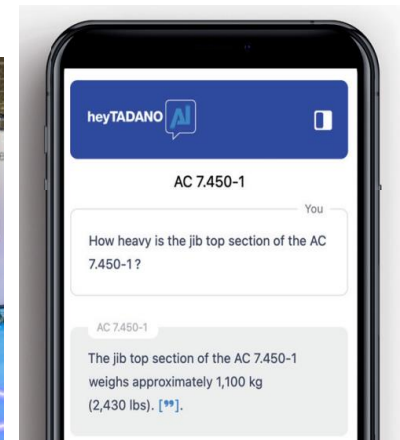 heyTADANO AI
AC 7.450-1
You
How heavy is the jib top section of the AC
7.450-1?
AC 7.450-1
The jib top section of the AC 7.450-1
weighs approximately 1,100 kg
(2,430 lbs). [99].